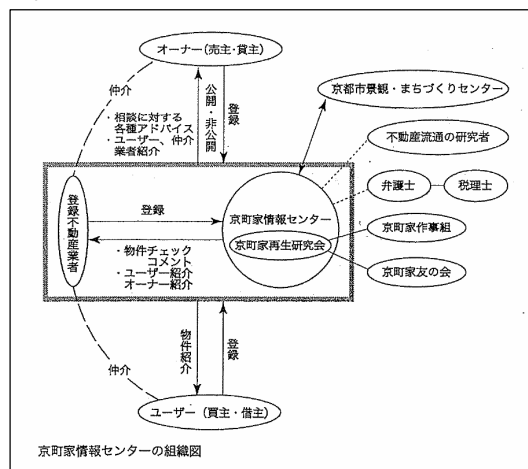 オーナー(売主・貸主)
仲介
・相談に対する
各種アドバイス
・ユーザー、仲介
業者紹介
公開・非公開
登録
京都市景観・まちづくりセンター
不動産流通の研究者
弁護士
税理士
登録不動産業者
登録
京町家情報センター
京町家再生研究会
京町家作事組
京町家友の会
・物件チェック
コメント
・ユーザー紹介
オーナー紹介
物件紹介
登録
仲介
ユーザー(買主・借主)
京町家情報センターの組織図